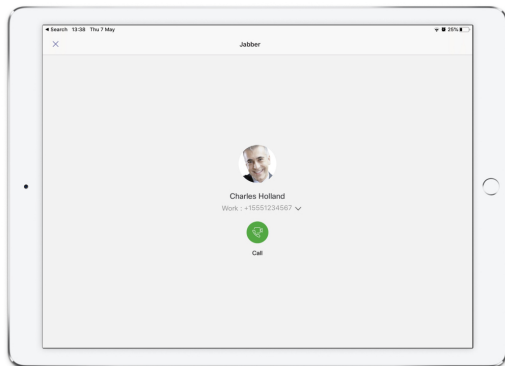 ◀ Search 13:38 Thu 7 May 25%
Jabber
Charles Holland
Work : +15551234567
Call